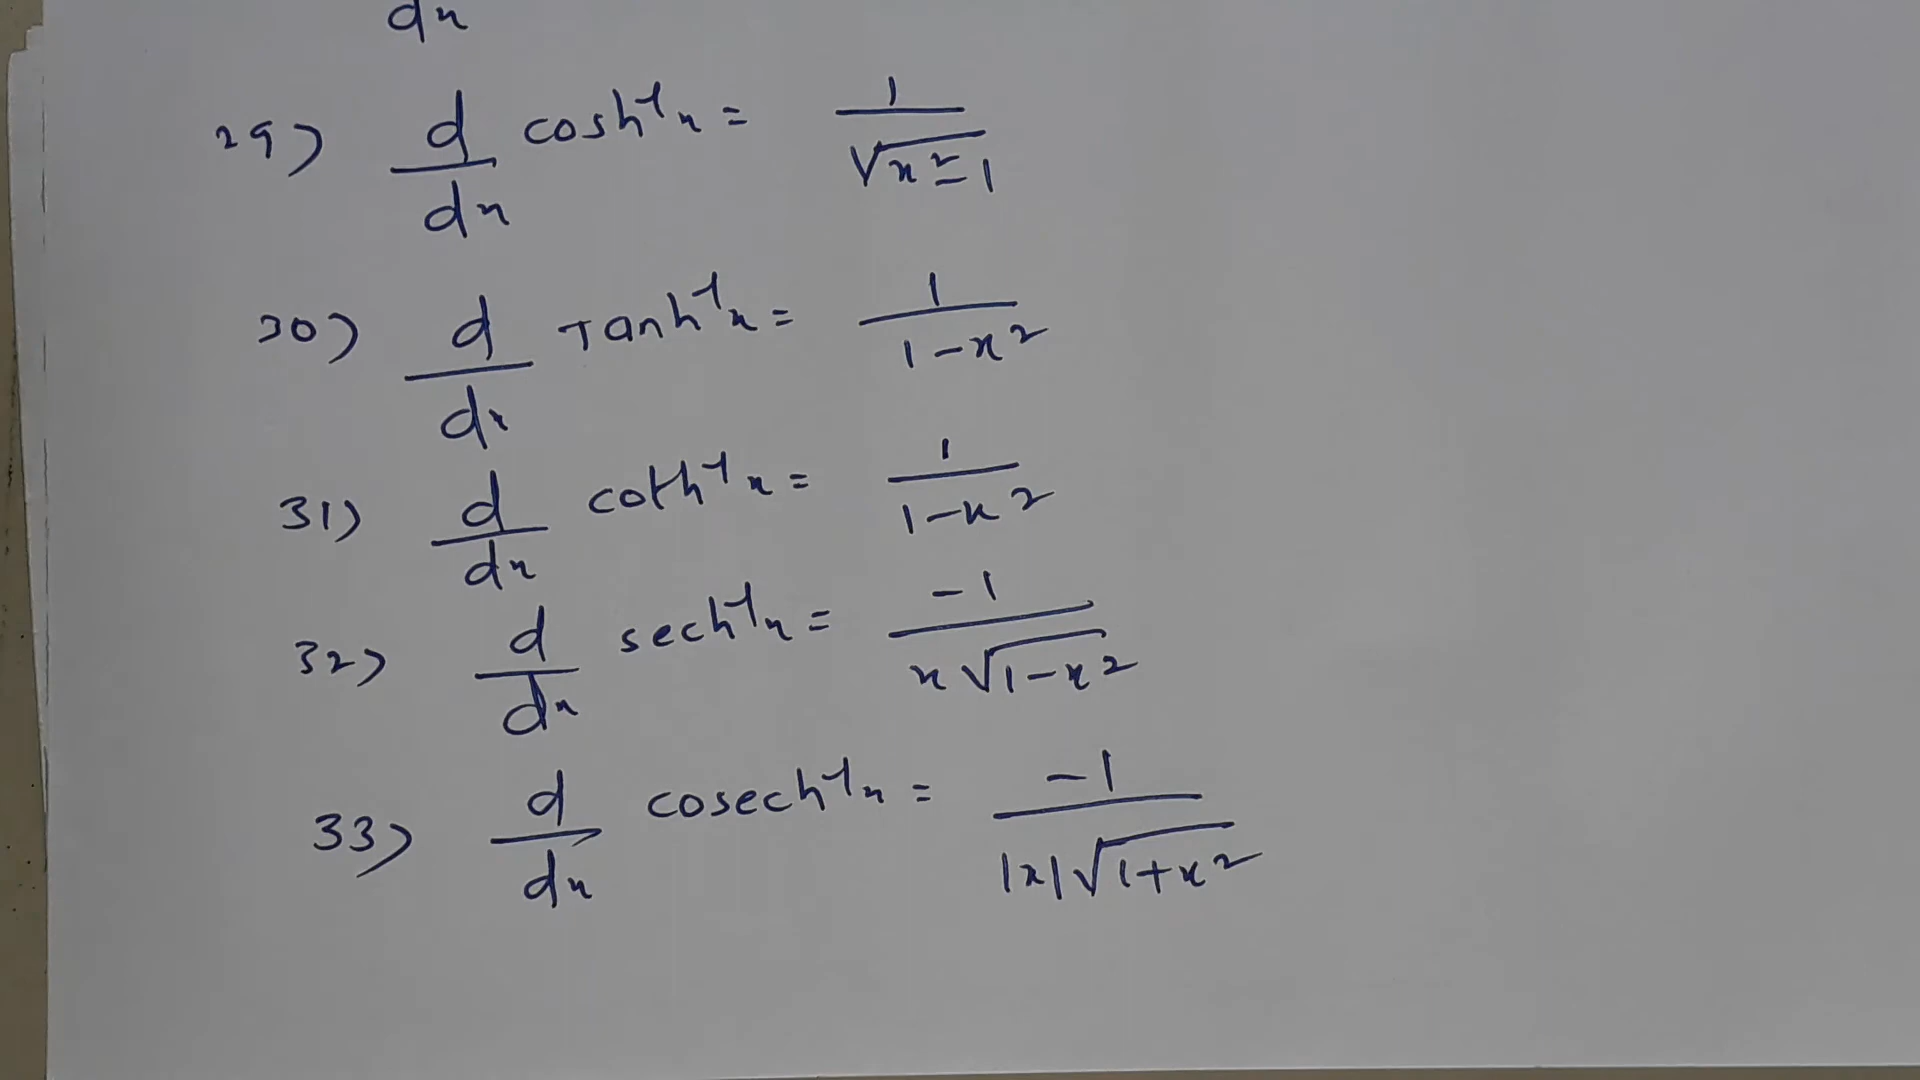 dx
29) d/dx cosh⁻¹x = 1/√(x²-1)
30) d/dx Tanh⁻¹x = 1/(1-x²)
31) d/dx coth⁻¹x = 1/(1-x²)
32) d/dx sech⁻¹x = -1/(x√(1-x²))
33) d/dx cosech⁻¹x = -1/(|x|√(1+x²))